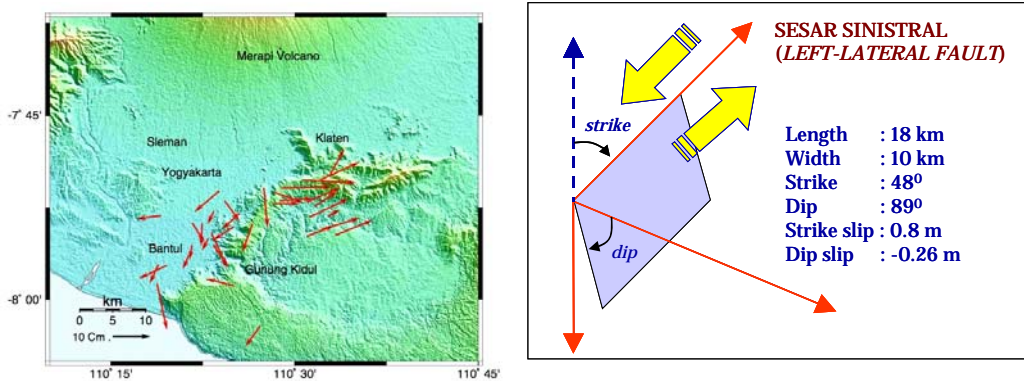 Merapi Volcano
-7° 45'
Sleman
Klaten
Yogyakarta
Bantul
Gunung Kidul
-8° 00'
km
0 5 10
10 Cm .
110° 15'
110° 30'
110° 45'
SESAR SINISTRAL
(LEFT-LATERAL FAULT)
strike
dip
Length : 18 km
Width : 10 km
Strike : 48⁰
Dip : 89⁰
Strike slip : 0.8 m
Dip slip : -0.26 m